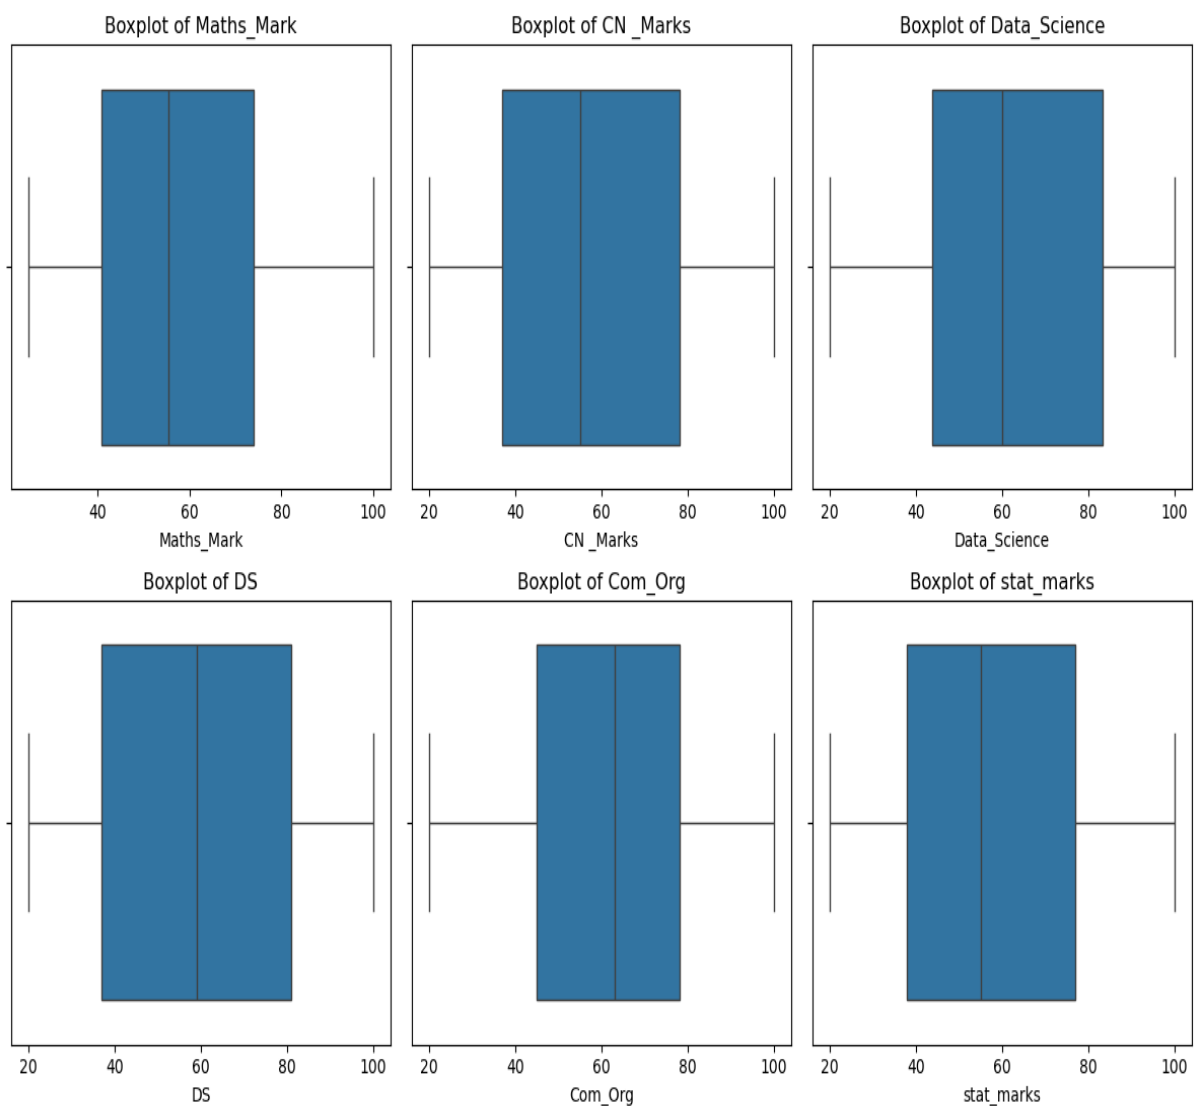 Boxplot of Maths_Mark
40 60 80 100
Maths_Mark
Boxplot of CN _Marks
20 40 60 80 100
CN _Marks
Boxplot of Data_Science
20 40 60 80 100
Data_Science
Boxplot of DS
20 40 60 80 100
DS
Boxplot of Com_Org
20 40 60 80 100
Com_Org
Boxplot of stat_marks
20 40 60 80 100
stat_marks